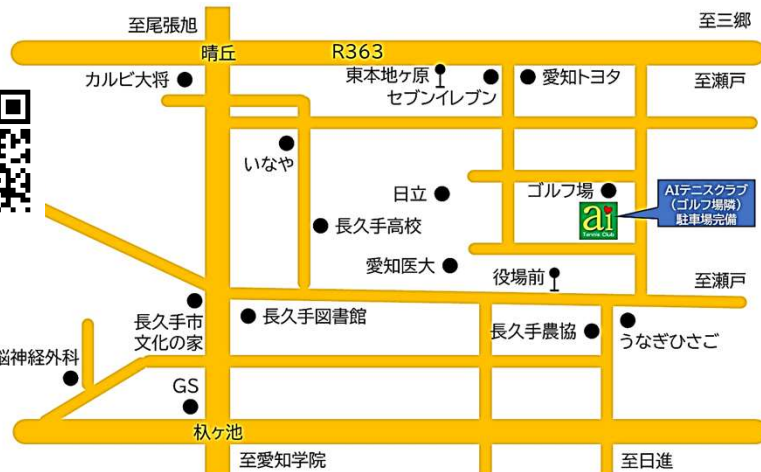 至尾張旭
至三郷
晴丘
R363
カルビ大将
東本地ヶ原
セブンイレブン
愛知トヨタ
至瀬戸
いなや
日立
ゴルフ場
AIテニスクラブ
(ゴルフ場隣)
駐車場完備
ai
Tennis Club
長久手高校
愛知医大
役場前
至瀬戸
長久手市
文化の家
長久手図書館
長久手農協
うなぎひさご
脳神経外科
GS
杁ヶ池
至愛知学院
至日進